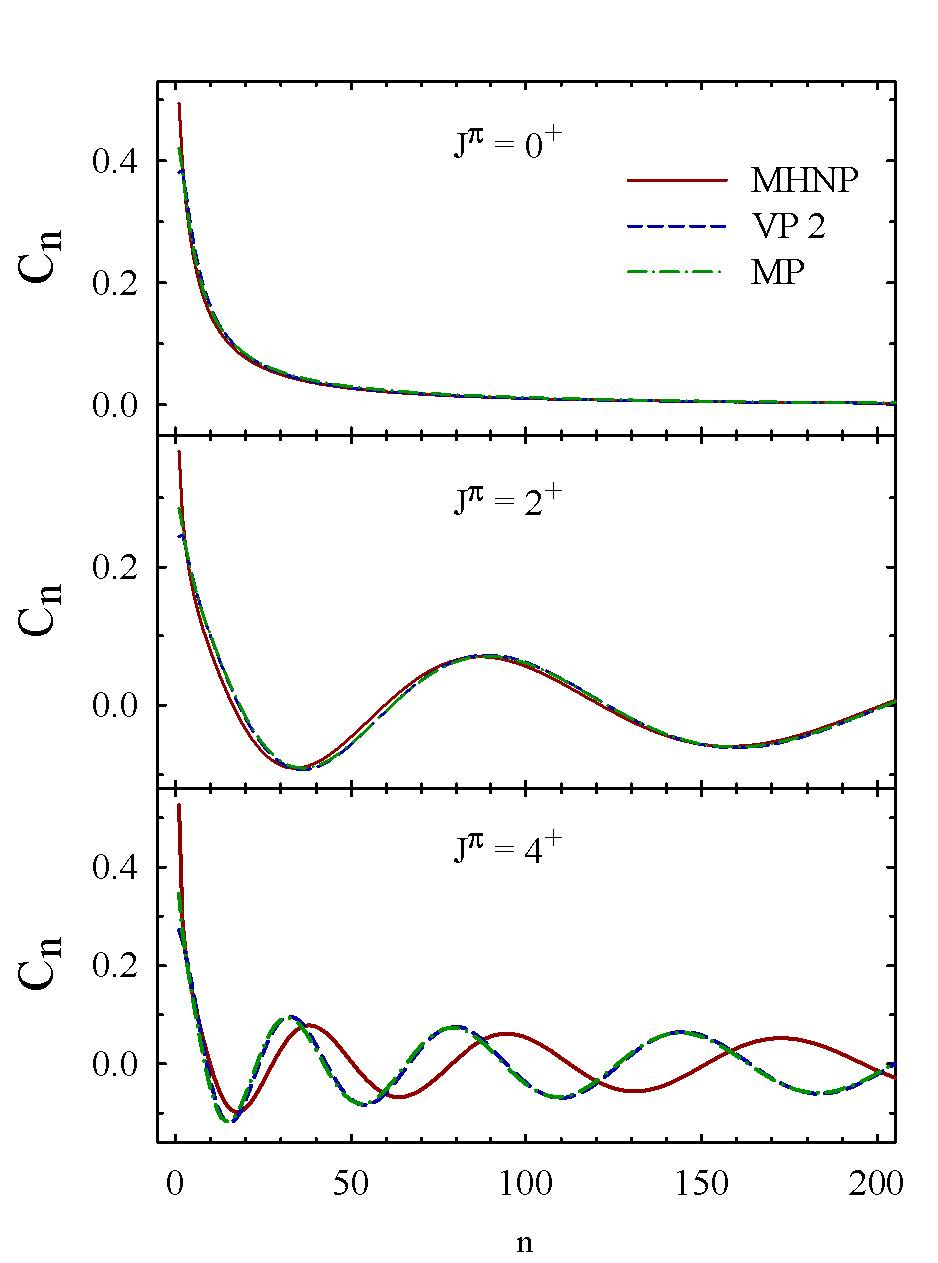 J^π = 0^+
MHNP
VP 2
MP
C_n
0.4
0.2
0.0
J^π = 2^+
C_n
0.2
0.0
J^π = 4^+
C_n
0.4
0.2
0.0
0 50 100 150 200
n